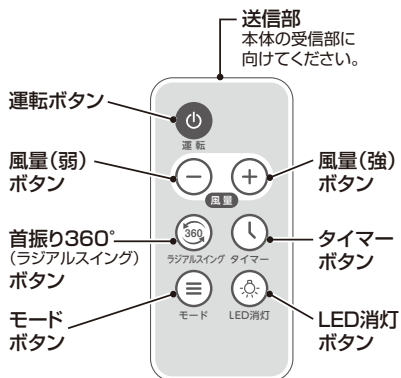 送信部
本体の受信部に
向けてください。
運転ボタン
運転
風量(弱)
ボタン
風量(強)
ボタン
風量
首振り360°
(ラジアルスイング)
ボタン
360
ラジアルスイング
タイマー
タイマー
ボタン
モード
ボタン
モード
LED消灯
LED消灯
ボタン